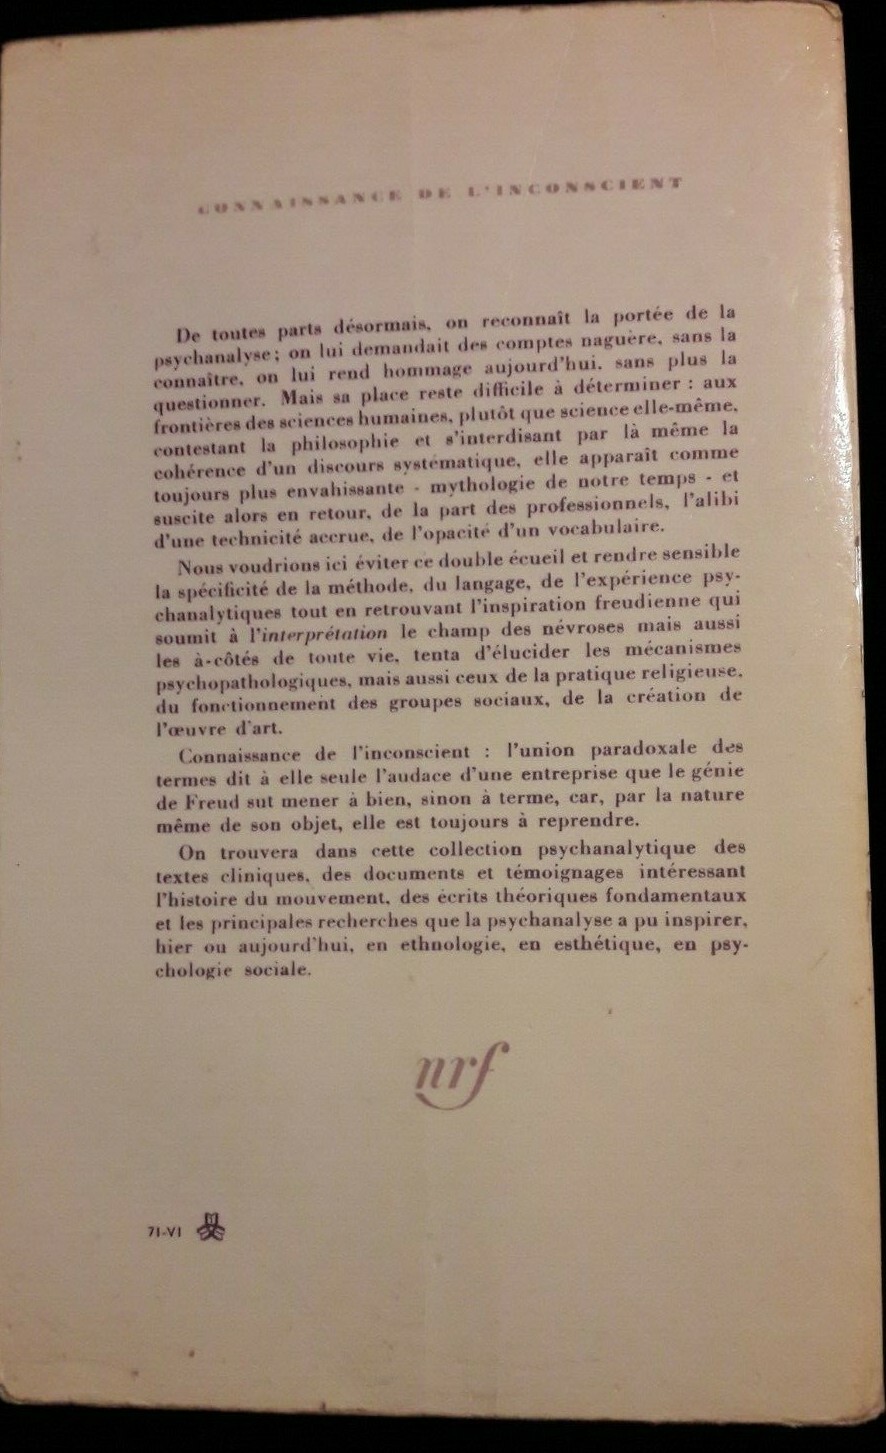 CONNAISSANCE DE L'INCONSCIENT
De toutes parts désormais, on reconnaît la portée de la
psychanalyse ; on lui demandait des comptes naguère, sans la
connaître, on lui rend hommage aujourd'hui, sans plus la
questionner. Mais sa place reste difficile à déterminer : aux
frontières des sciences humaines, plutôt que science elle-même,
contestant la philosophie et s'interdisant par là même la
cohérence d'un discours systématique, elle apparaît comme
toujours plus envahissante - mythologie de notre temps - et
suscite alors en retour, de la part des professionnels, l'alibi
d'une technicité accrue, de l'opacité d'un vocabulaire.
Nous voudrions ici éviter ce double écueil et rendre sensible
la spécificité de la méthode, du langage, de l'expérience psy-
chanalytiques tout en retrouvant l'inspiration freudienne qui
soumit à l'interprétation le champ des névroses mais aussi
les à-côtés de toute vie, tenta d'élucider les mécanismes
psychopathologiques, mais aussi ceux de la pratique religieuse,
du fonctionnement des groupes sociaux, de la création de
l'œuvre d'art.
Connaissance de l'inconscient : l'union paradoxale des
termes dit à elle seule l'audace d'une entreprise que le génie
de Freud sut mener à bien, sinon à terme, car, par la nature
même de son objet, elle est toujours à reprendre.
On trouvera dans cette collection psychanalytique des
textes cliniques, des documents et témoignages intéressant
l'histoire du mouvement, des écrits théoriques fondamentaux
et les principales recherches que la psychanalyse a pu inspirer,
hier ou aujourd'hui, en ethnologie, en esthétique, en psy-
chologie sociale.
nrf
71-VI